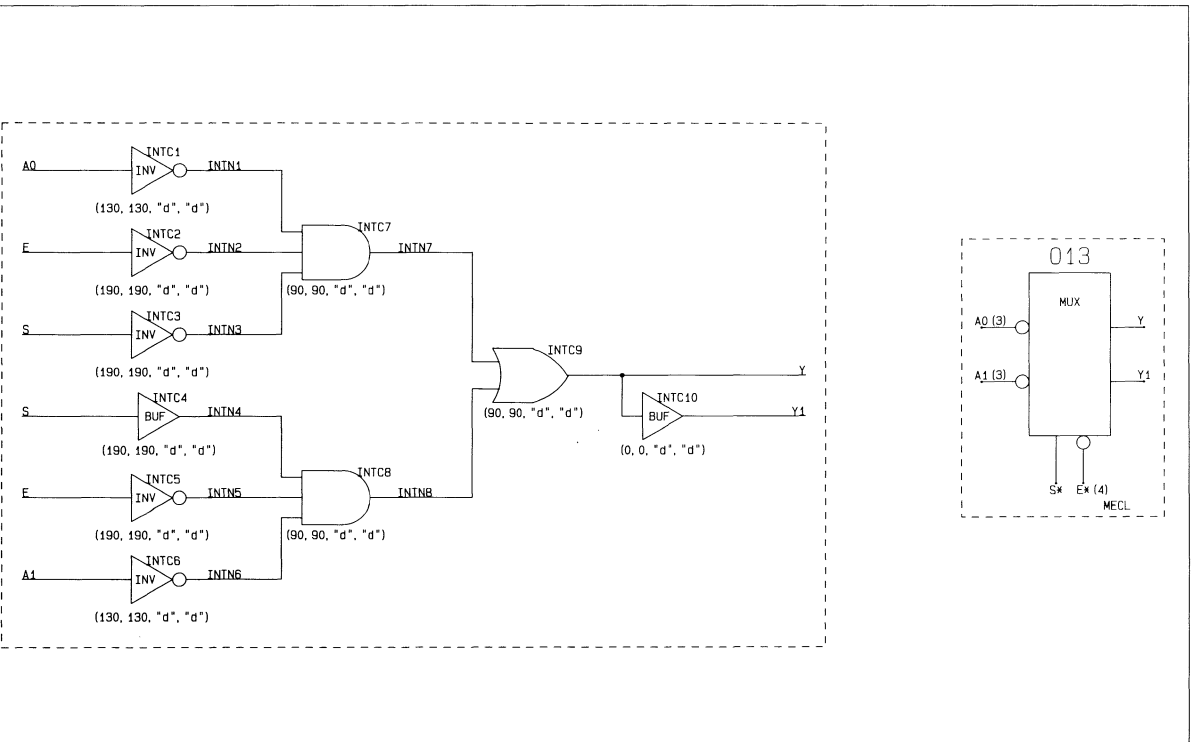 INTC1
A0 INV INTN1
(130, 130, "d", "d")
INTC2
E INV INTN2
(190, 190, "d", "d")
INTC3
S INV INTN3
(190, 190, "d", "d")
INTC4
S BUF INTN4
(190, 190, "d", "d")
INTC5
E INV INTN5
(190, 190, "d", "d")
INTC6
A1 INV INTN6
(130, 130, "d", "d")
INTC7
INTN7
(90, 90, "d", "d")
INTC8
INTN8
(90, 90, "d", "d")
INTC9
(90, 90, "d", "d")
Y
INTC10
BUF
Y1
(0, 0, "d", "d")
013
MUX
A0 (3) Y
A1 (3) Y1
S* E* (4)
MECL